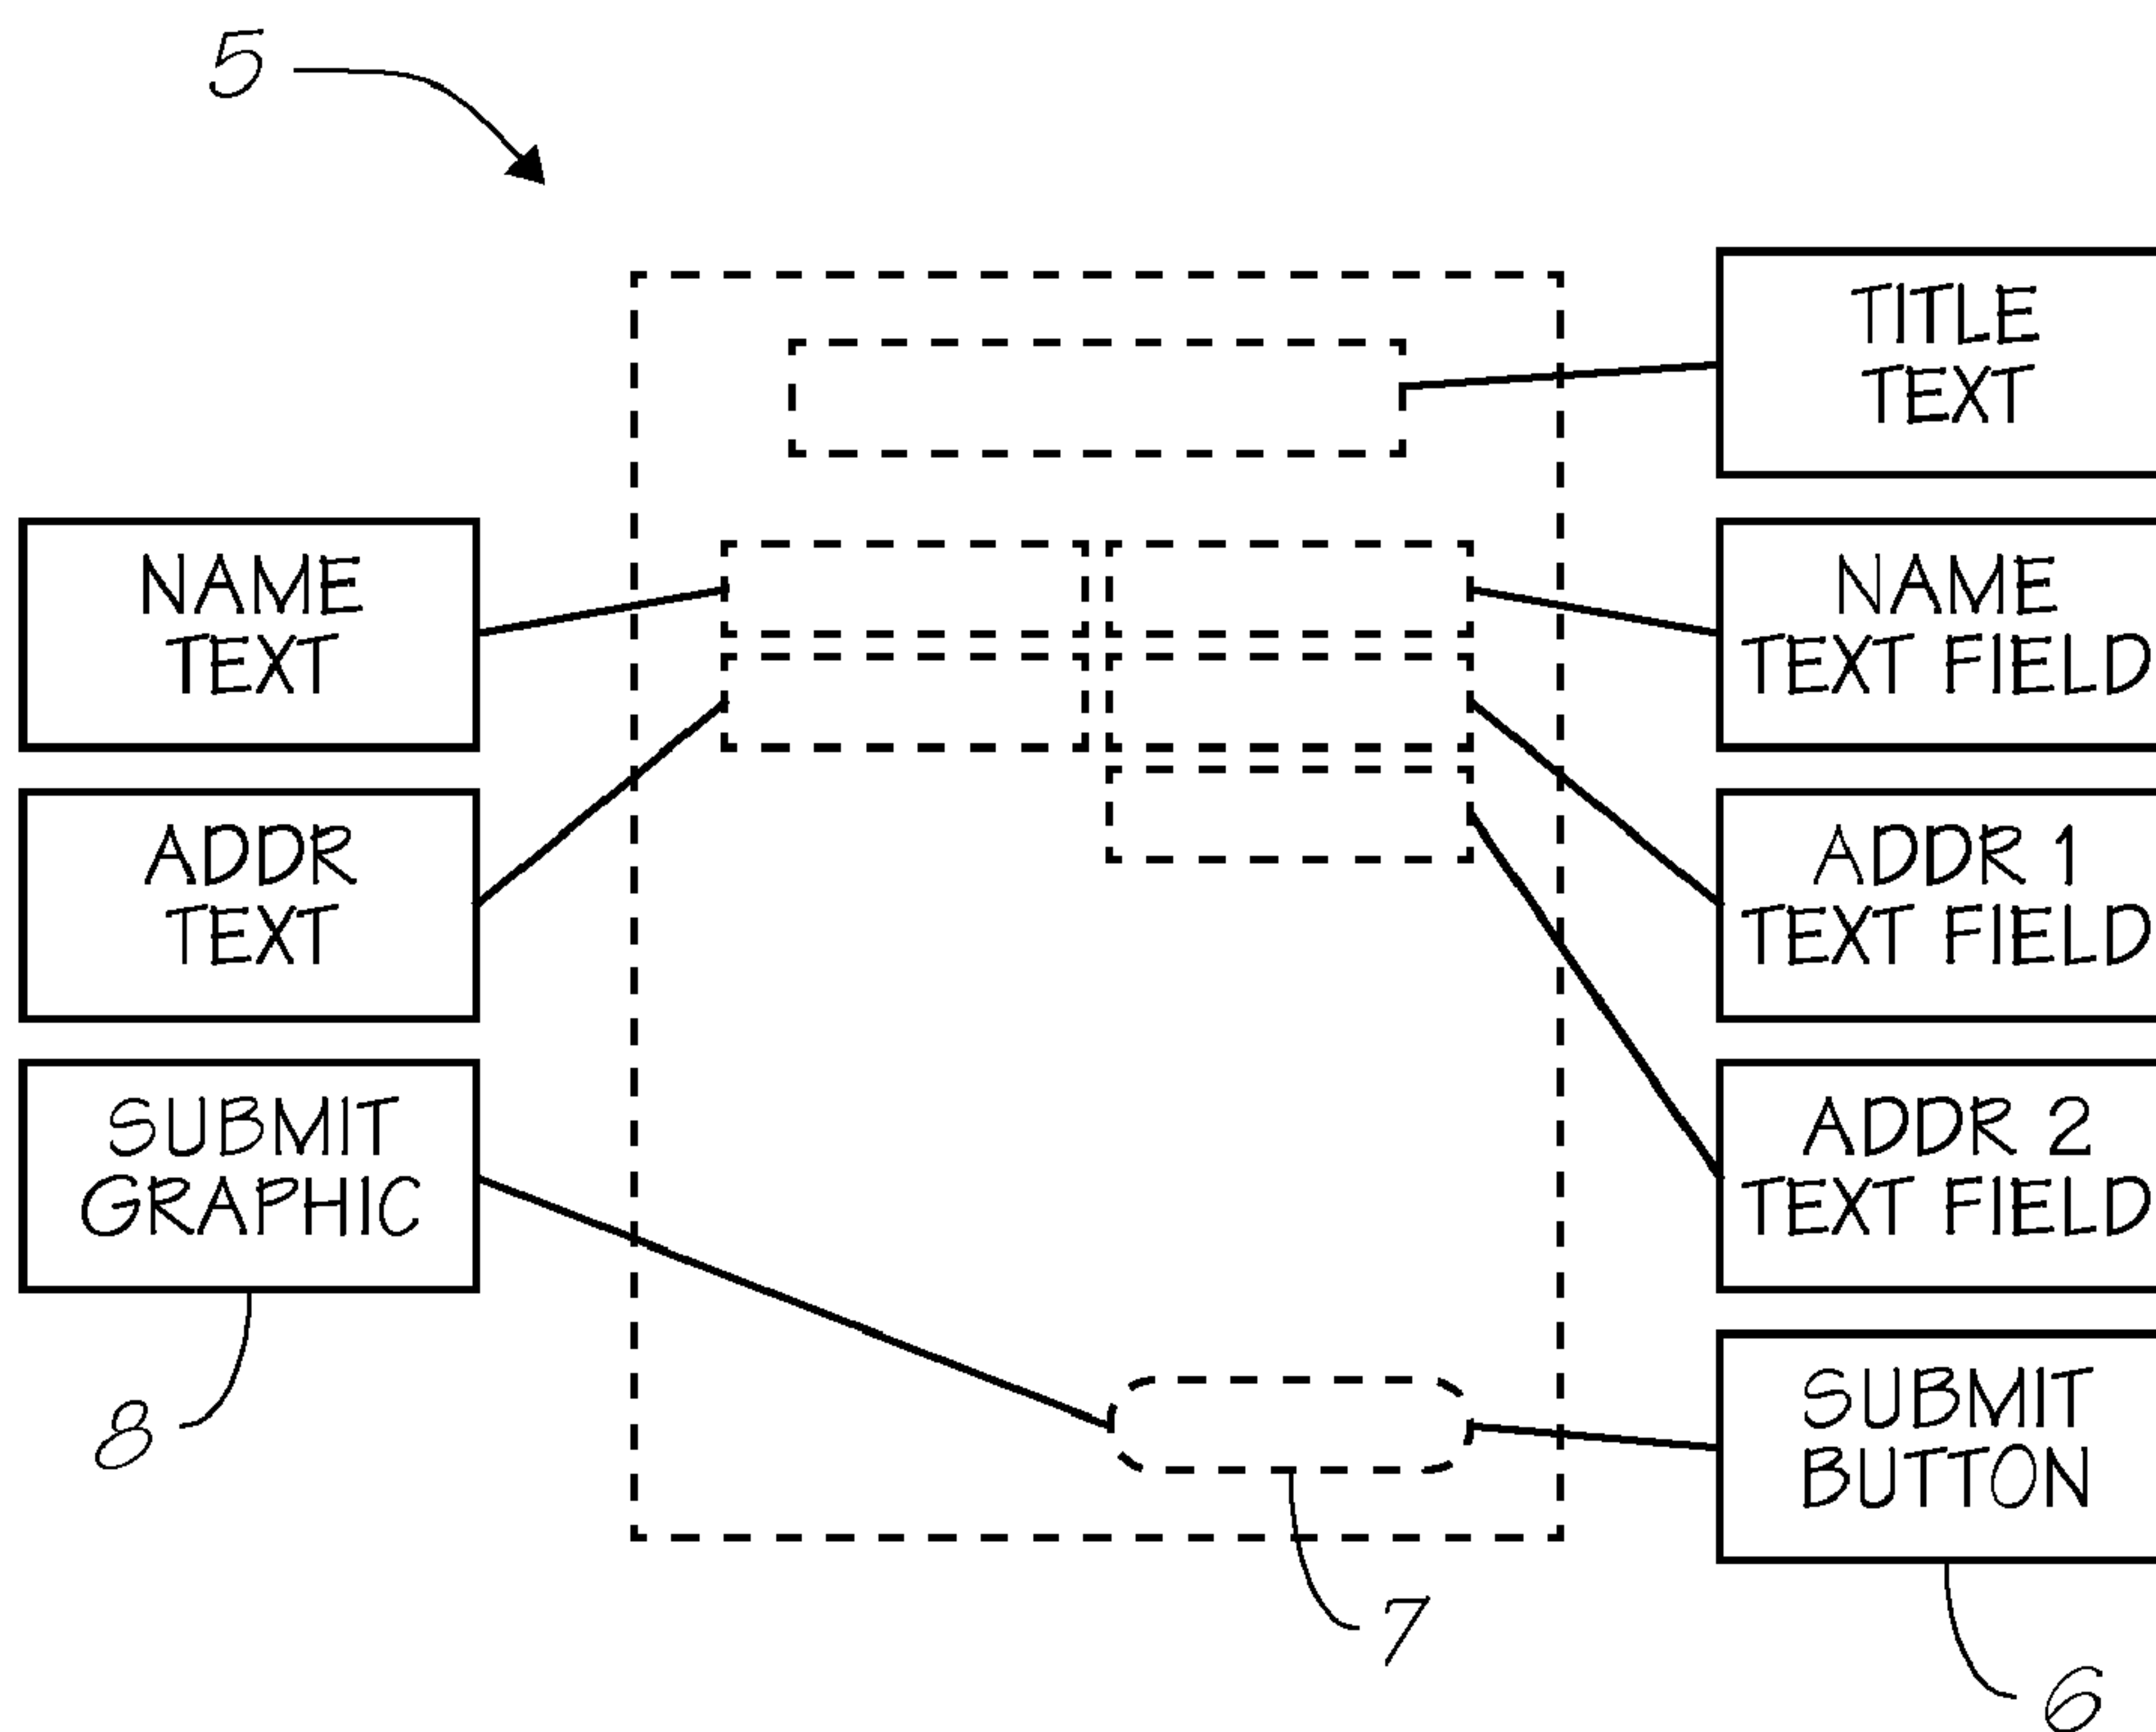 5
TITLE
TEXT
NAME
TEXT
NAME
TEXT FIELD
ADDR
TEXT
ADDR 1
TEXT FIELD
SUBMIT
GRAPHIC
ADDR 2
TEXT FIELD
SUBMIT
BUTTON
8
7
6